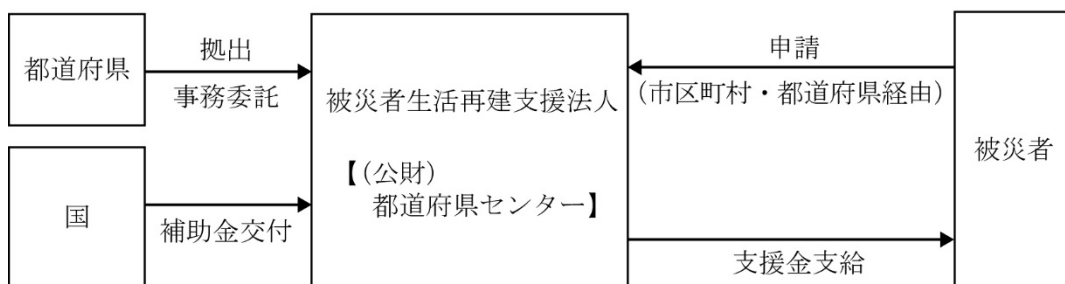 都道府県
拠出
事務委託
国
補助金交付
被災者生活再建支援法人
【(公財)
都道府県センター】
申請
(市区町村・都道府県経由)
支援金支給
被災者